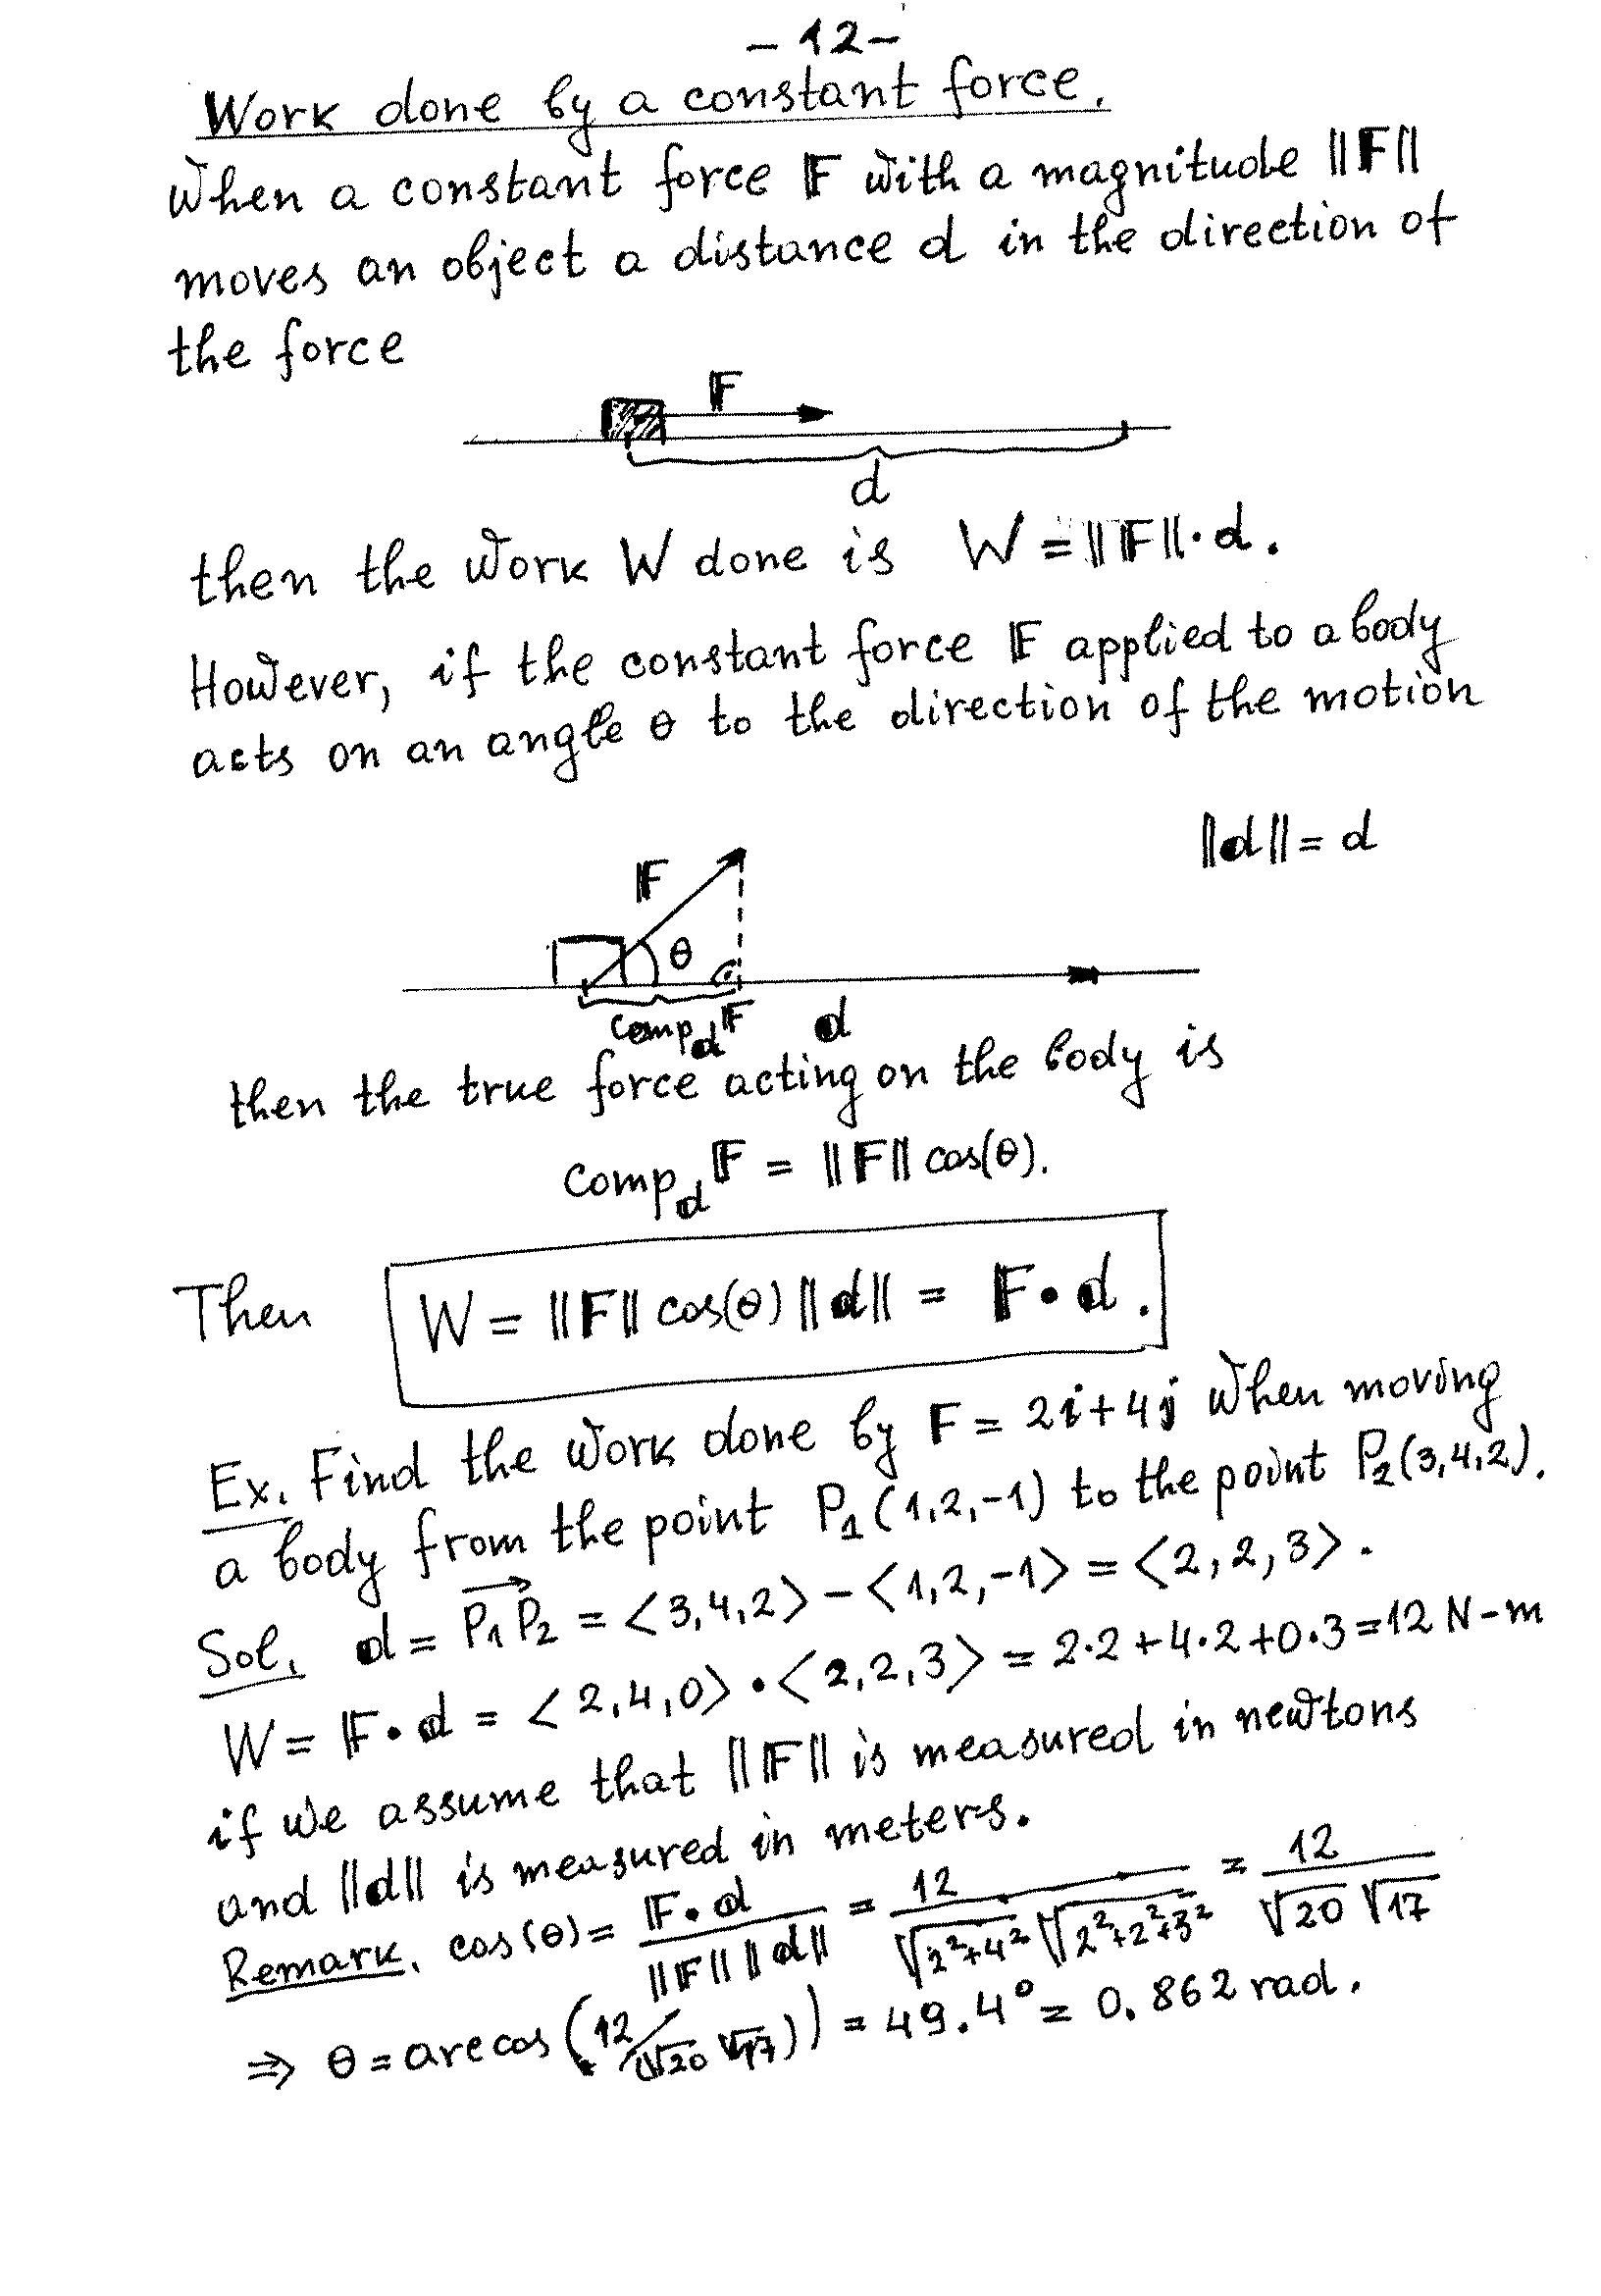 - 12 -
Work done by a constant force.
When a constant force 𝔽 with a magnitude ||𝔽||
moves an object a distance d in the direction of
the force
𝔽
d
then the work W done is W = ||𝔽||·d.
However, if the constant force 𝔽 applied to a body
acts on an angle θ to the direction of the motion
||𝕕|| = d
𝔽
θ
comp_𝕕 𝔽 𝕕
then the true force acting on the body is
comp_𝕕 𝔽 = ||𝔽|| cos(θ).
Then W = ||𝔽|| cos(θ) ||𝕕|| = 𝔽 • 𝕕.
Ex. Find the work done by 𝔽 = 2𝕚 + 4𝕛 when moving
a body from the point P₁(1,2,-1) to the point P₂(3,4,2).
Sol. 𝕕 = P₁P₂→ = <3,4,2> - <1,2,-1> = <2,2,3>.
W = 𝔽 • 𝕕 = <2,4,0> • <2,2,3> = 2·2 + 4·2 + 0·3 = 12 N-m
if we assume that ||𝔽|| is measured in newtons
and ||𝕕|| is measured in meters.
Remark. cos(θ) = 𝔽 • 𝕕 / ||𝔽|| ||𝕕|| = 12 / √(2²+4²) √(2²+2²+3²) = 12 / √20 √17
⇒ θ = arccos(12/(√20 √17)) = 49.4° = 0.862 rad.